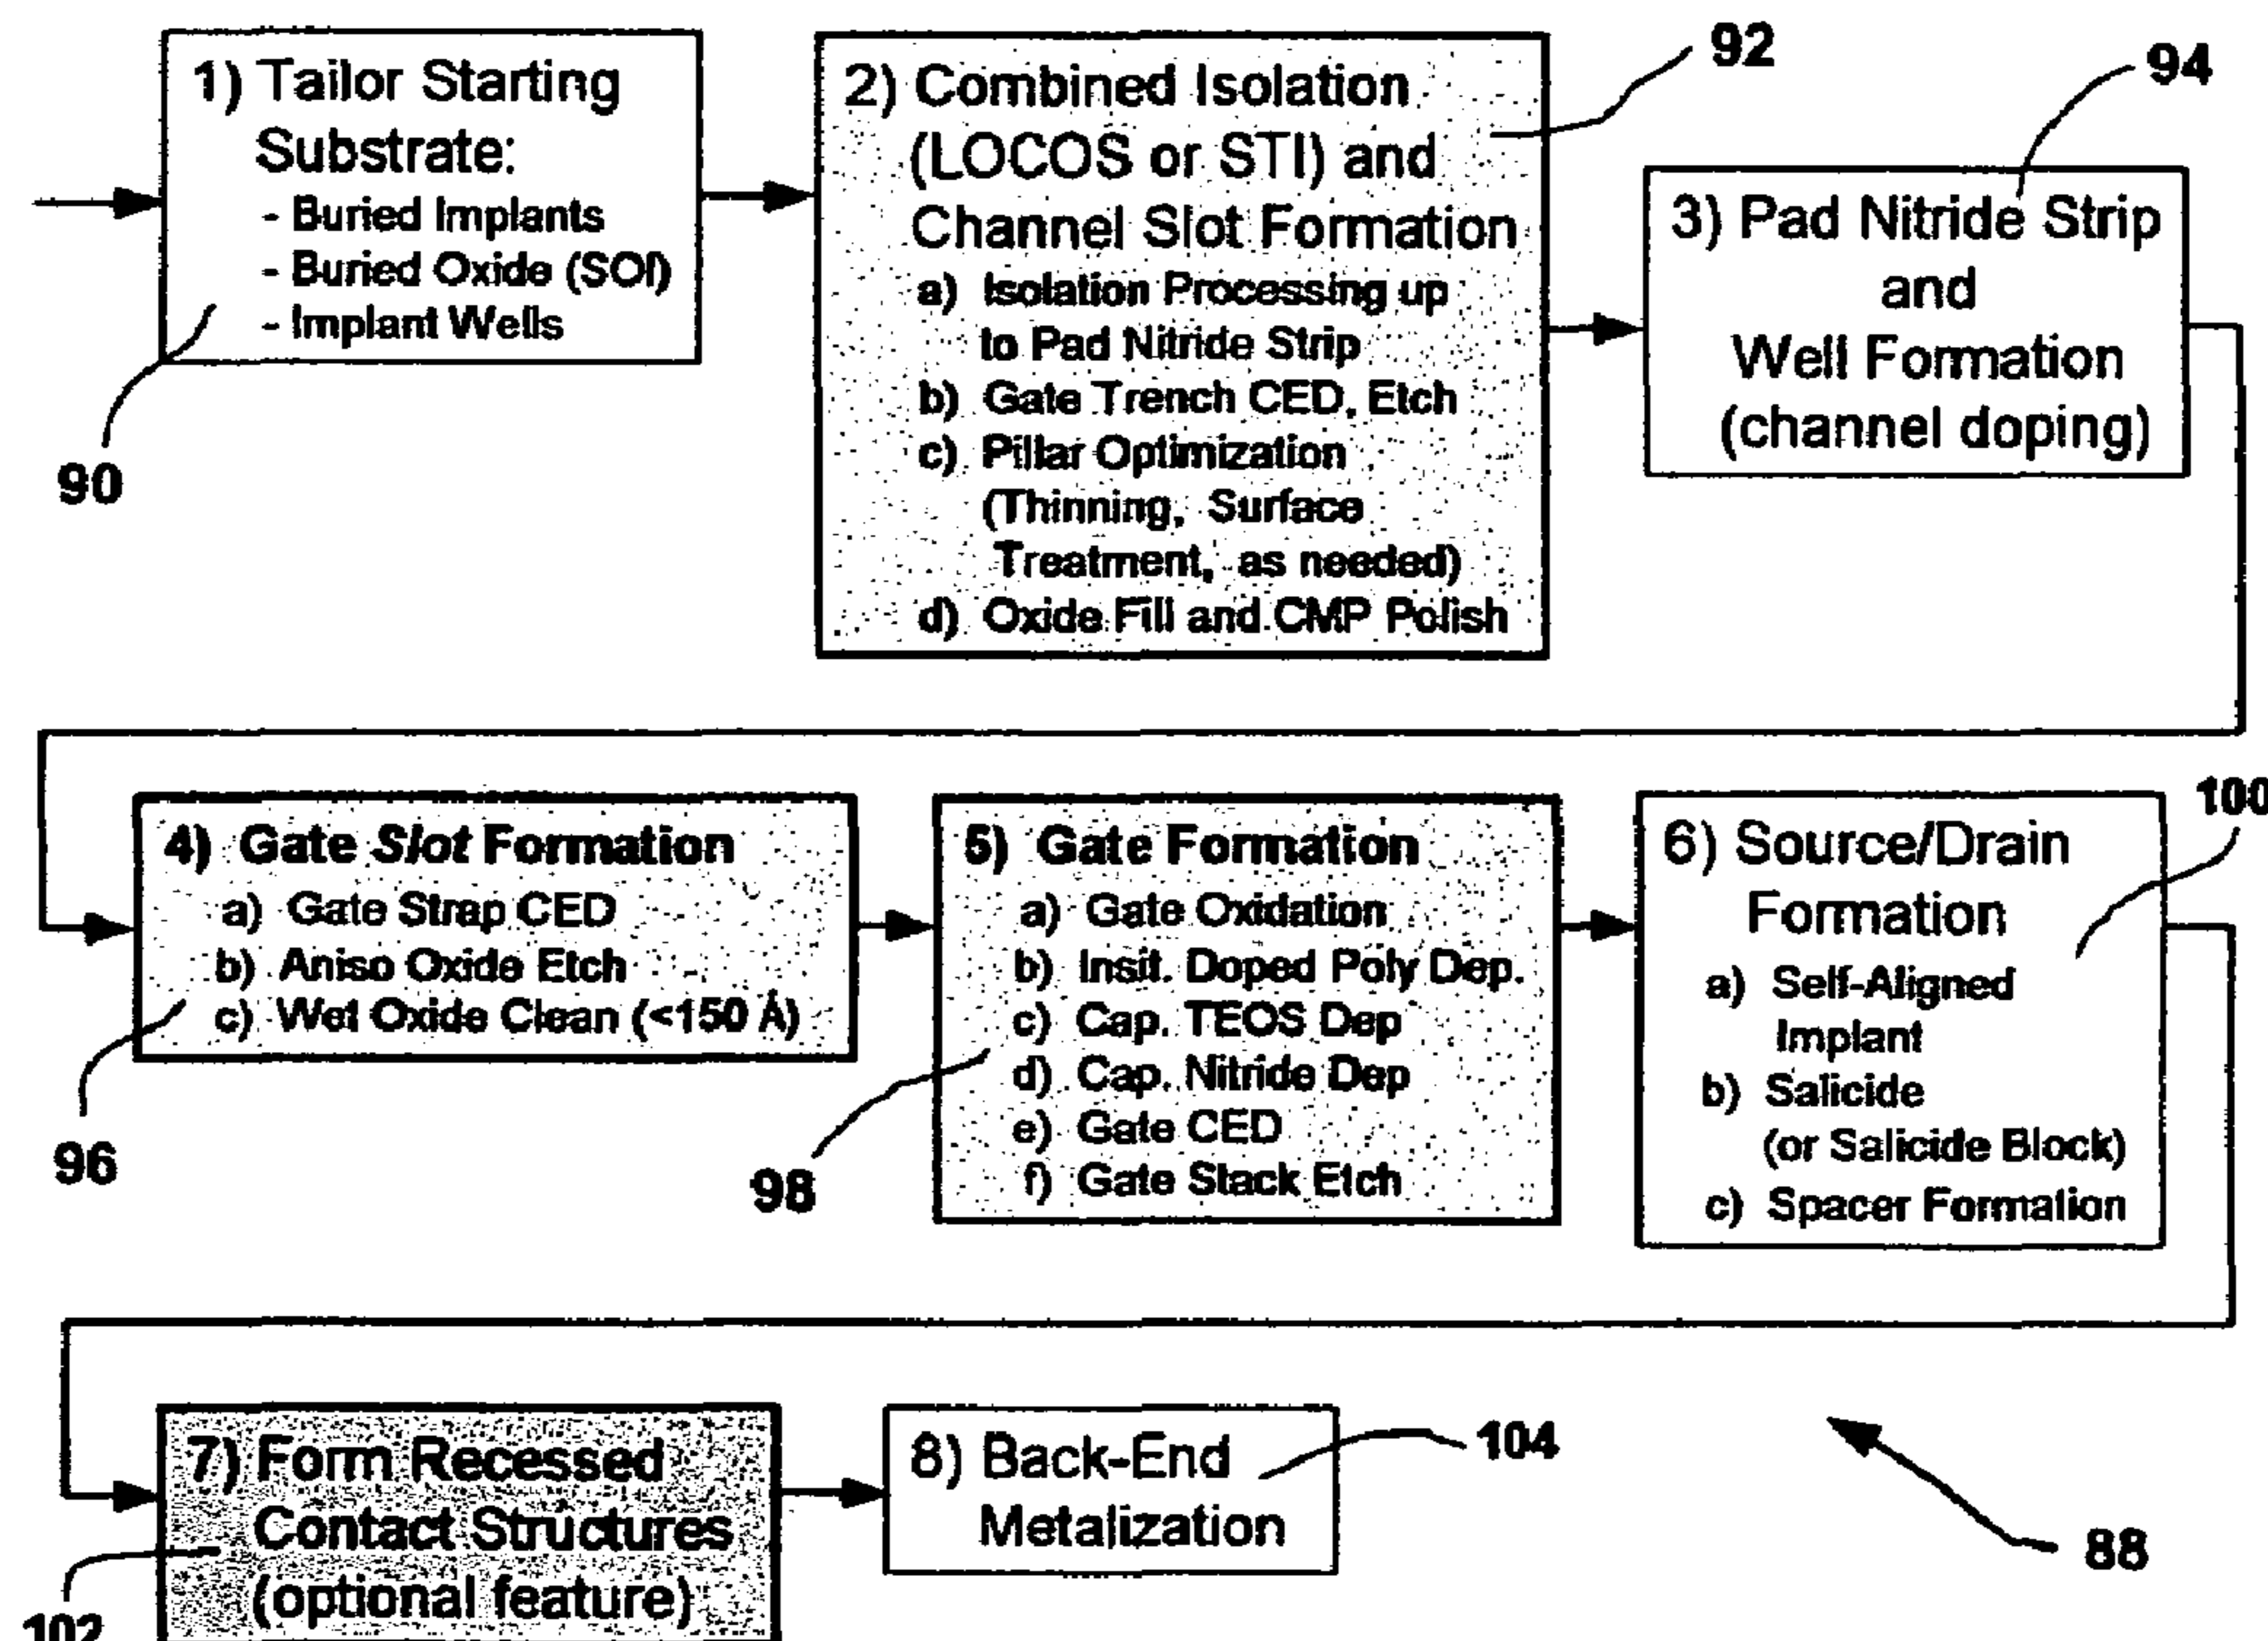 1) Tailor Starting
Substrate:
- Buried Implants
- Buried Oxide (SOI)
- Implant Wells
90
2) Combined Isolation
(LOCOS or STI) and
Channel Slot Formation
a) Isolation Processing up
to Pad Nitride Strip
b) Gate Trench CED, Etch
c) Pillar Optimization
(Thinning, Surface
Treatment, as needed)
d) Oxide Fill and CMP Polish
92
3) Pad Nitride Strip
and
Well Formation
(channel doping)
94
4) Gate Slot Formation
a) Gate Strap CED
b) Aniso Oxide Etch
c) Wet Oxide Clean (<150 Å)
96
5) Gate Formation
a) Gate Oxidation
b) Insit. Doped Poly Dep.
c) Cap. TEOS Dep
d) Cap. Nitride Dep
e) Gate CED
f) Gate Stack Etch
98
6) Source/Drain
Formation
a) Self-Aligned
Implant
b) Salicide
(or Salicide Block)
c) Spacer Formation
100
7) Form Recessed
Contact Structures
(optional feature)
102
8) Back-End
Metalization
104
88